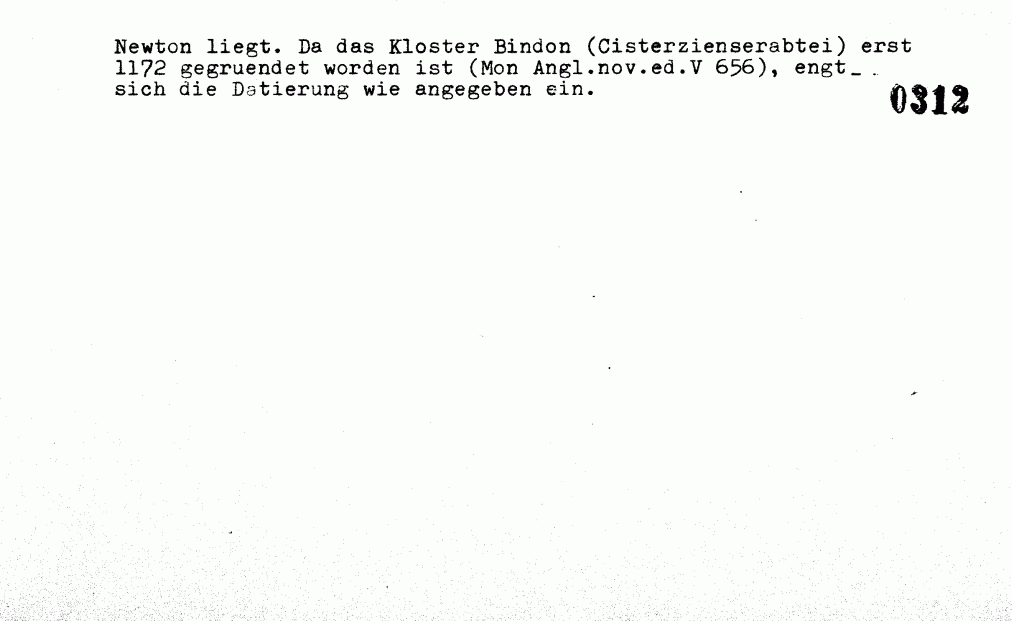 Newton liegt. Da das Kloster Bindon (Cisterzienserabtei) erst
1172 gegruendet worden ist (Mon Angl.nov.ed.V 656), engt_
sich die Datierung wie angegeben ein.
0312